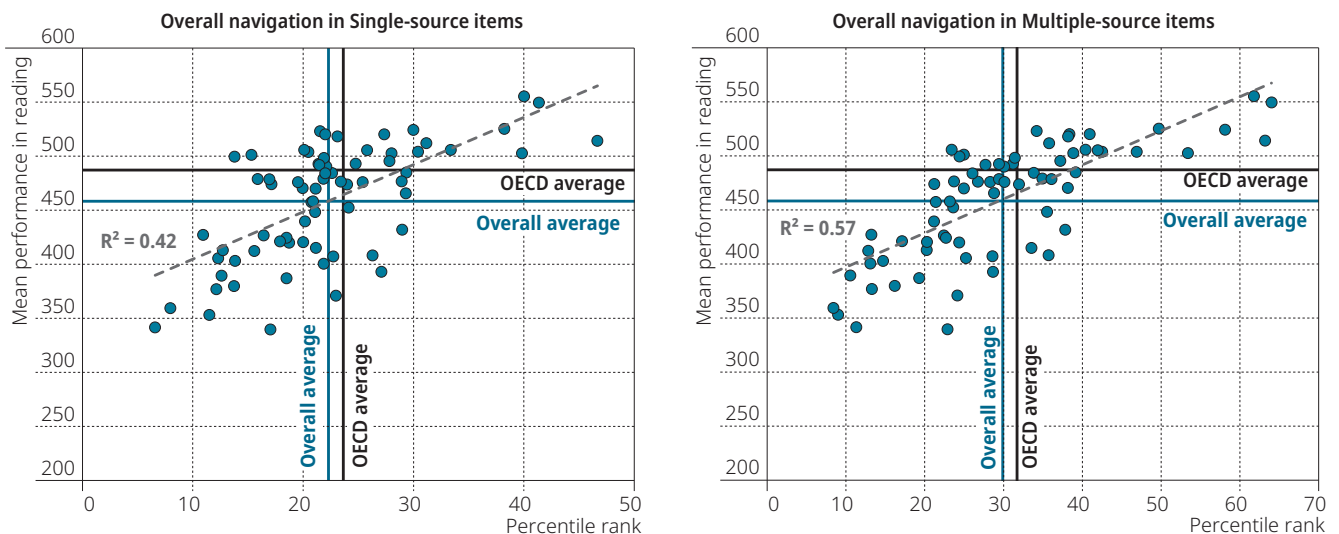 Overall navigation in Single-source items
Mean performance in reading
600
550
500
450
400
350
300
250
200
OECD average
Overall average
R² = 0.42
Overall average
OECD average
0 10 20 30 40 50
Percentile rank
Overall navigation in Multiple-source items
Mean performance in reading
600
550
500
450
400
350
300
250
200
OECD average
Overall average
R² = 0.57
Overall average
OECD average
0 10 20 30 40 50 60 70
Percentile rank